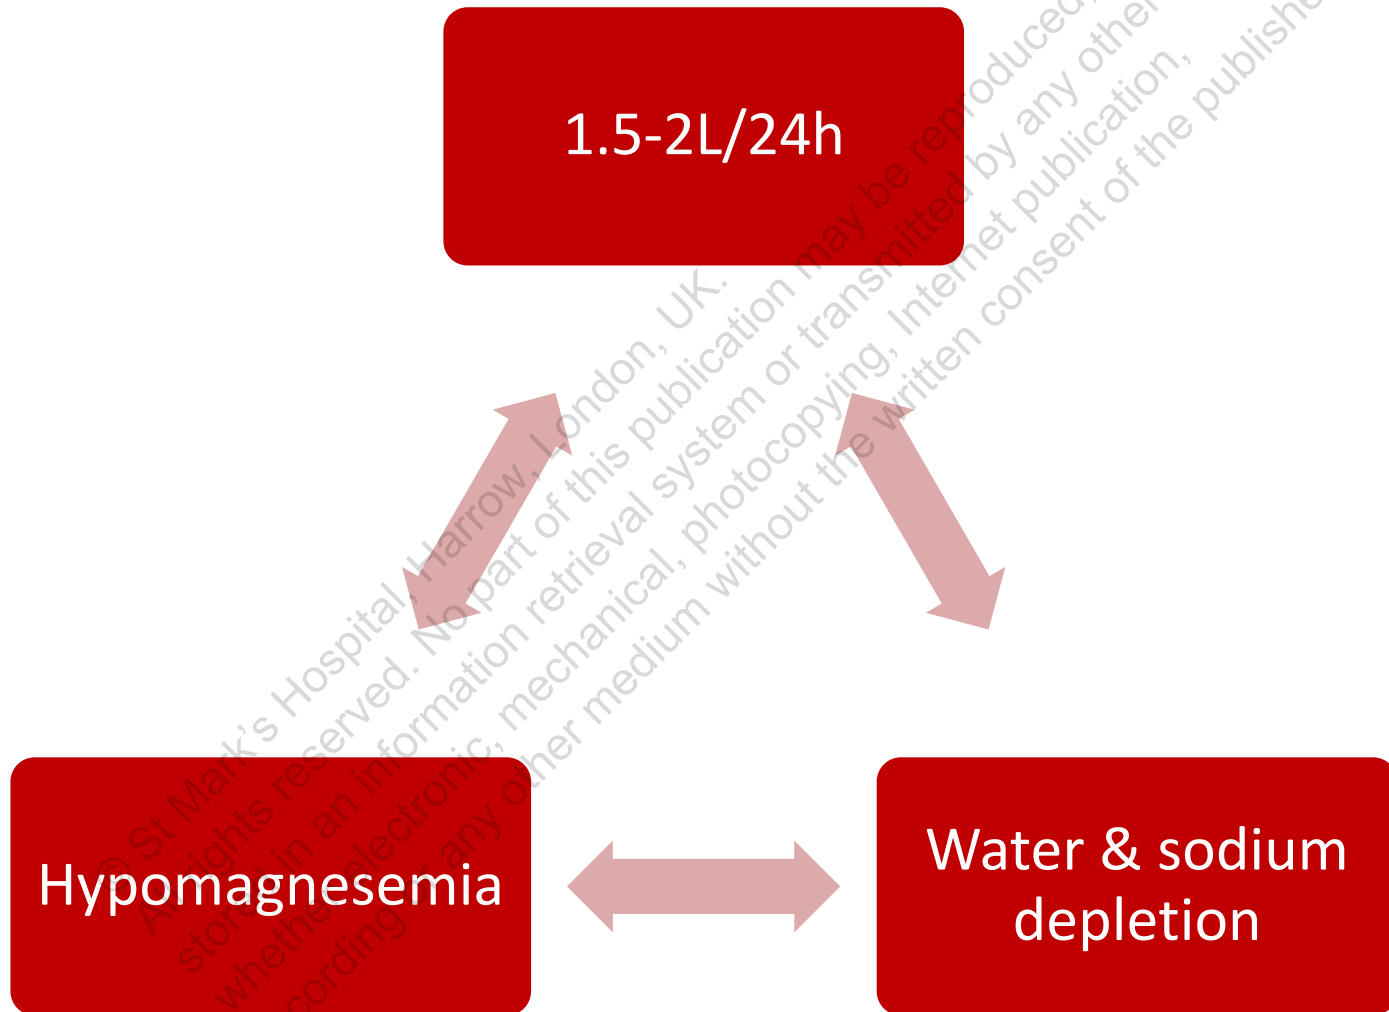 1.5-2L/24h
Hypomagnesemia
Water & sodium
depletion
© St Mark's Hospital, Harrow, London, UK.
All rights reserved. No part of this publication may be reproduced,
stored in an information retrieval system or transmitted by any other
whether electronic, mechanical, photocopying, Internet publication,
cording or any other medium without the written consent of the publishe